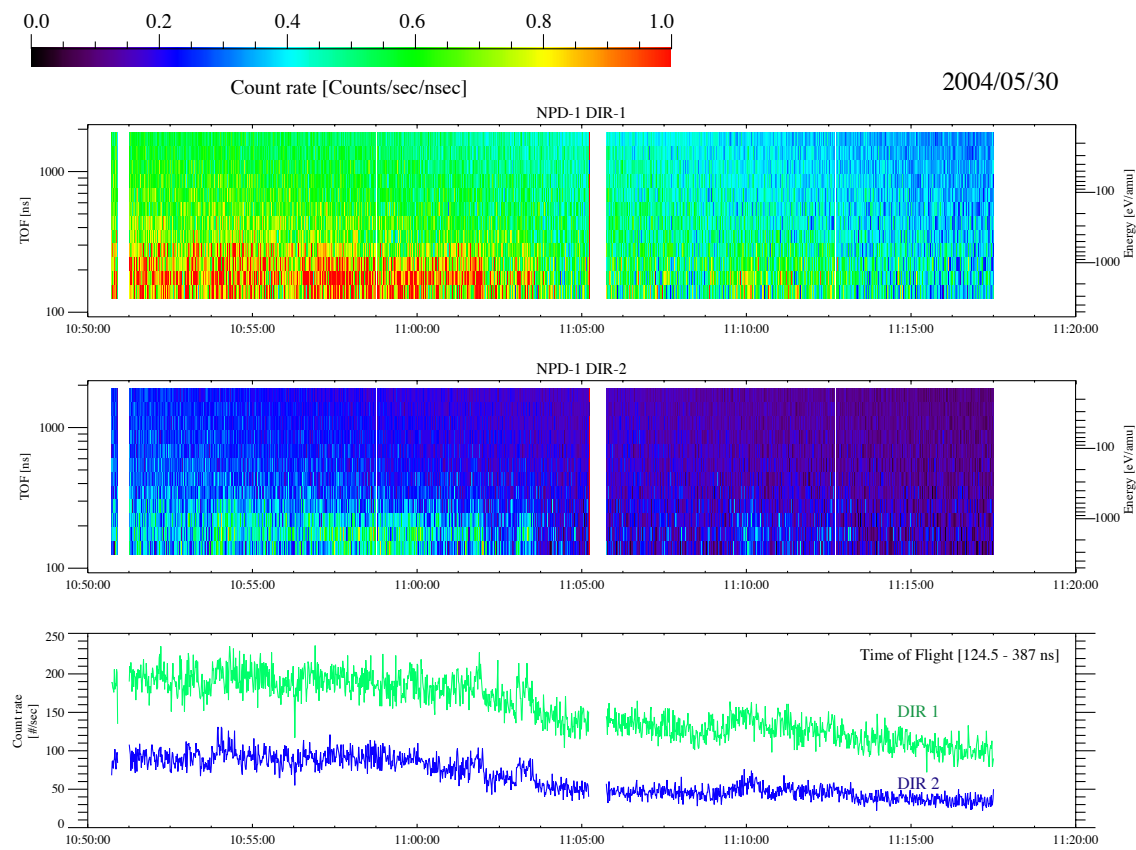 0.0 0.2 0.4 0.6 0.8 1.0
Count rate [Counts/sec/nsec]
2004/05/30
NPD-1 DIR-1
TOF [ns]
1000
100
100
1000
Energy [eV/amu]
10:50:00 10:55:00 11:00:00 11:05:00 11:10:00 11:15:00 11:20:00
NPD-1 DIR-2
TOF [ns]
1000
100
100
1000
Energy [eV/amu]
10:50:00 10:55:00 11:00:00 11:05:00 11:10:00 11:15:00 11:20:00
Count rate
[#/sec]
250
200
150
100
50
0
Time of Flight [124.5 - 387 ns]
DIR 1
DIR 2
10:50:00 10:55:00 11:00:00 11:05:00 11:10:00 11:15:00 11:20:00